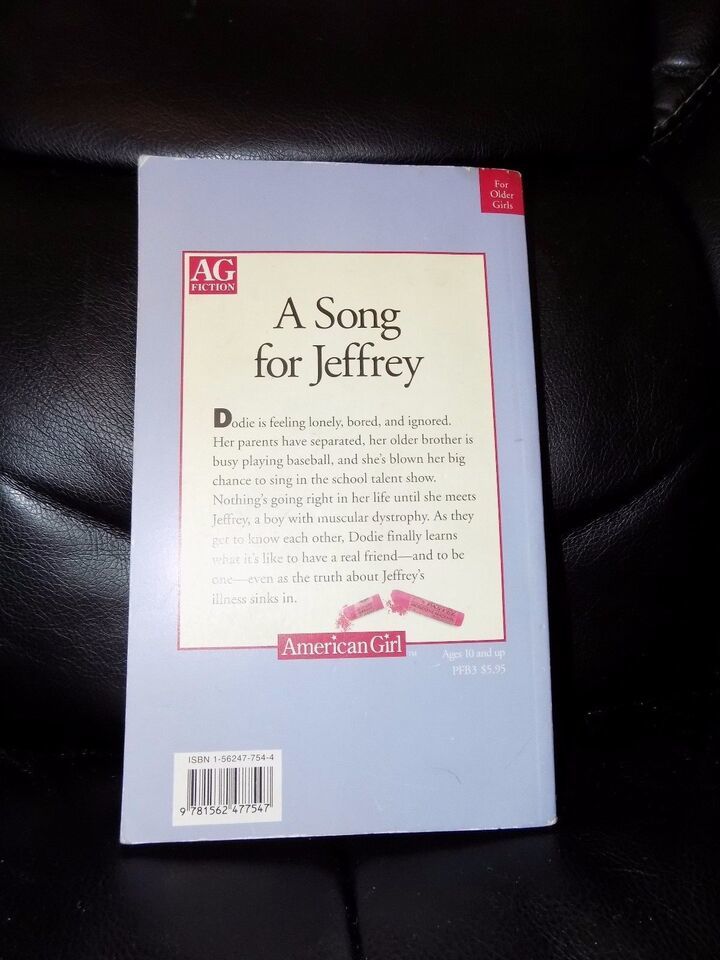 For
Older
Girls
AG
FICTION
A Song
for Jeffrey
Dodie is feeling lonely, bored, and ignored.
Her parents have separated, her older brother is
busy playing baseball, and she's blown her big
chance to sing in the school talent show.
Nothing's going right in her life until she meets
Jeffrey, a boy with muscular dystrophy. As they
get to know each other, Dodie finally learns
what it's like to have a real friend—and to be
one—even as the truth about Jeffrey's
illness sinks in.
American Girl
TM
Ages 10 and up
PFB3 $5.95
ISBN 1-56247-754-4
9 781562 477547